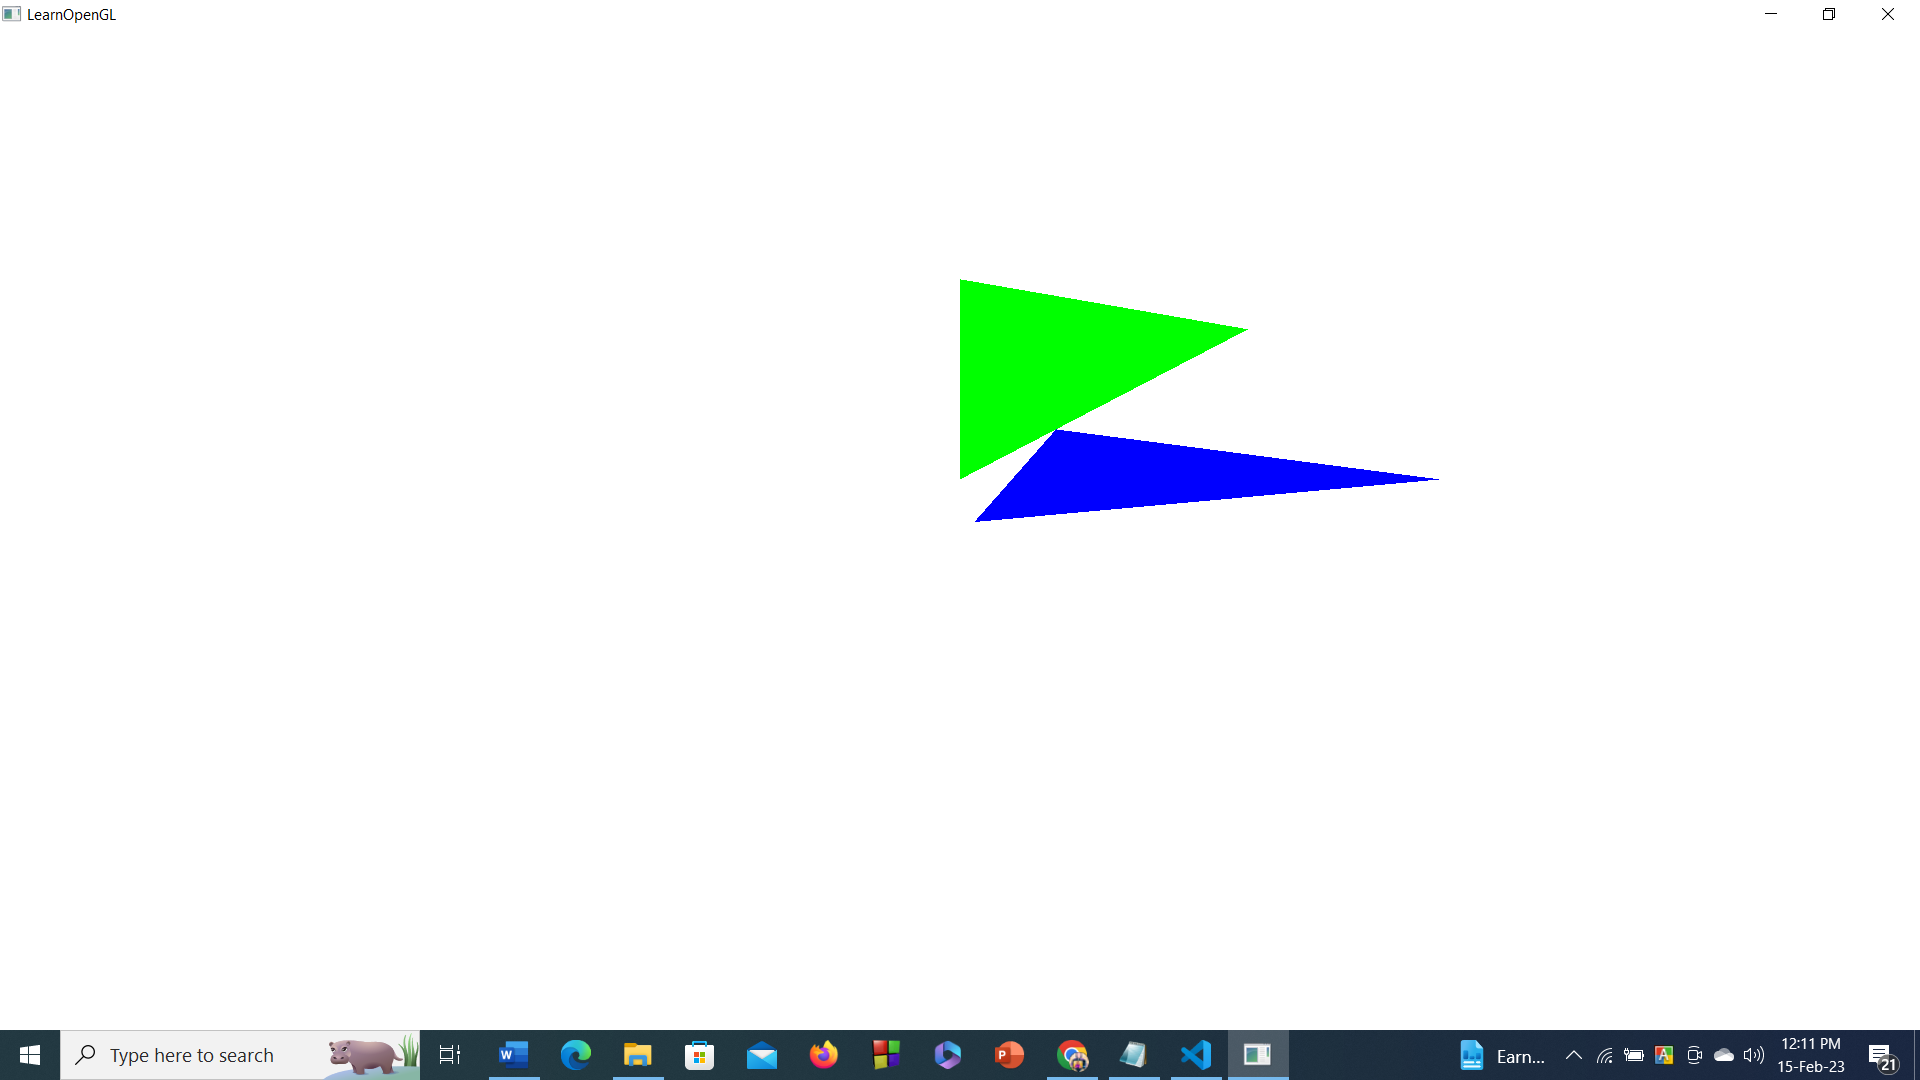 LearnOpenGL
Type here to search
W
P
A
Earn...
12:11 PM
15-Feb-23
21